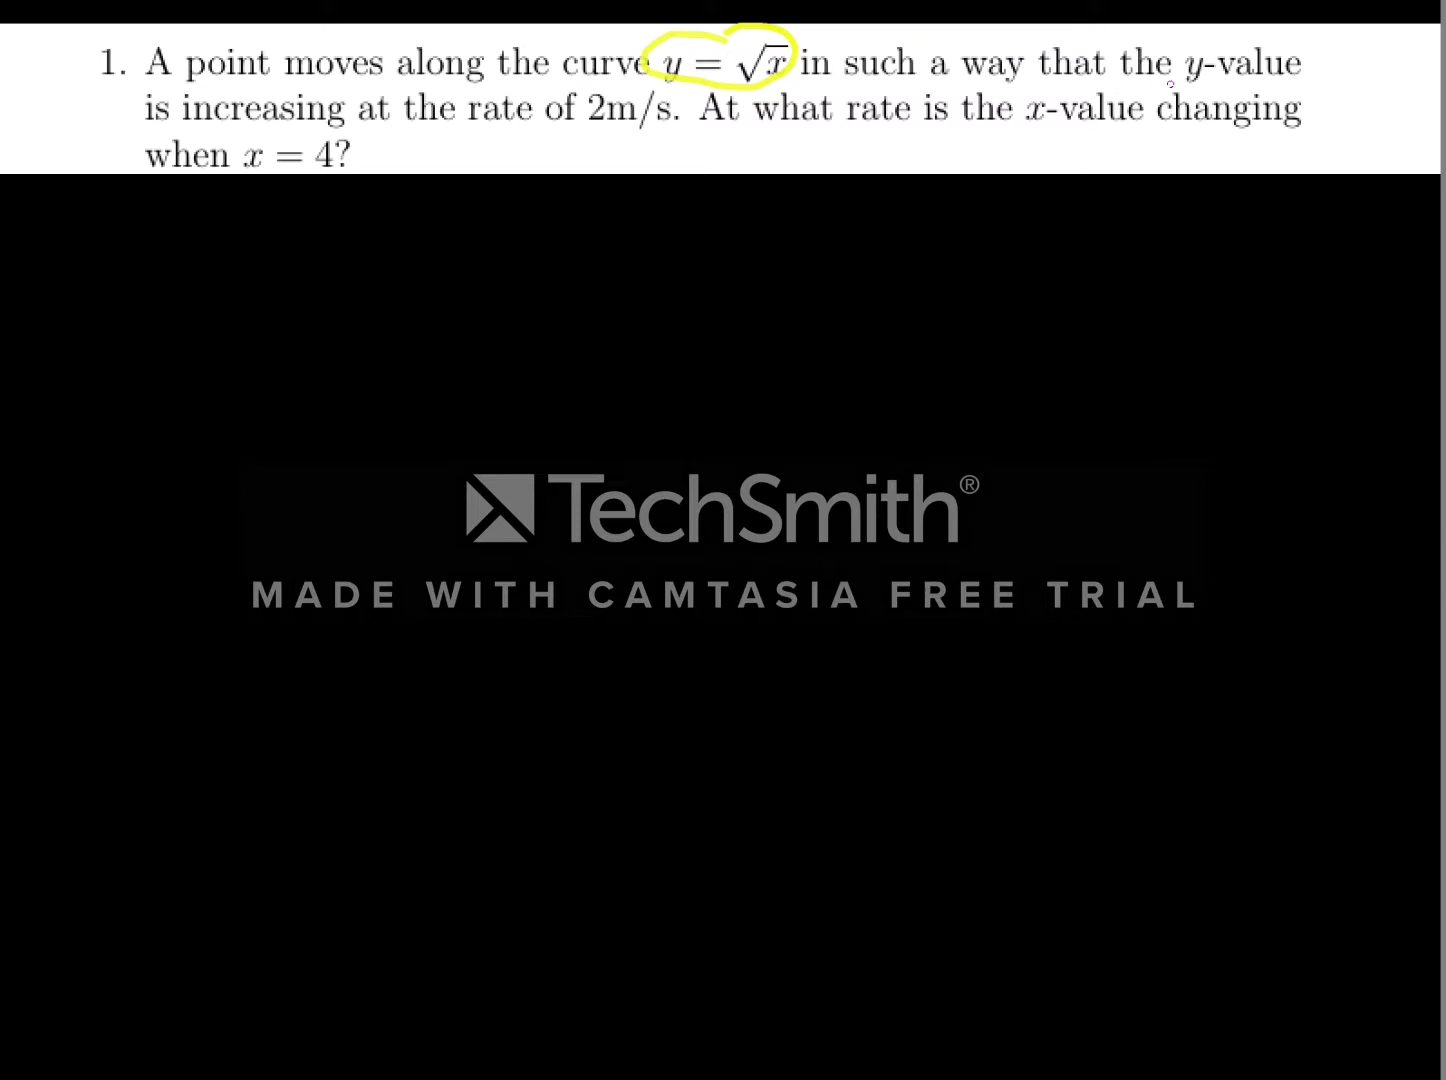 1. A point moves along the curve y = √x in such a way that the y-value
is increasing at the rate of 2m/s. At what rate is the x-value changing
when x = 4?
TechSmith®
MADE WITH CAMTASIA FREE TRIAL